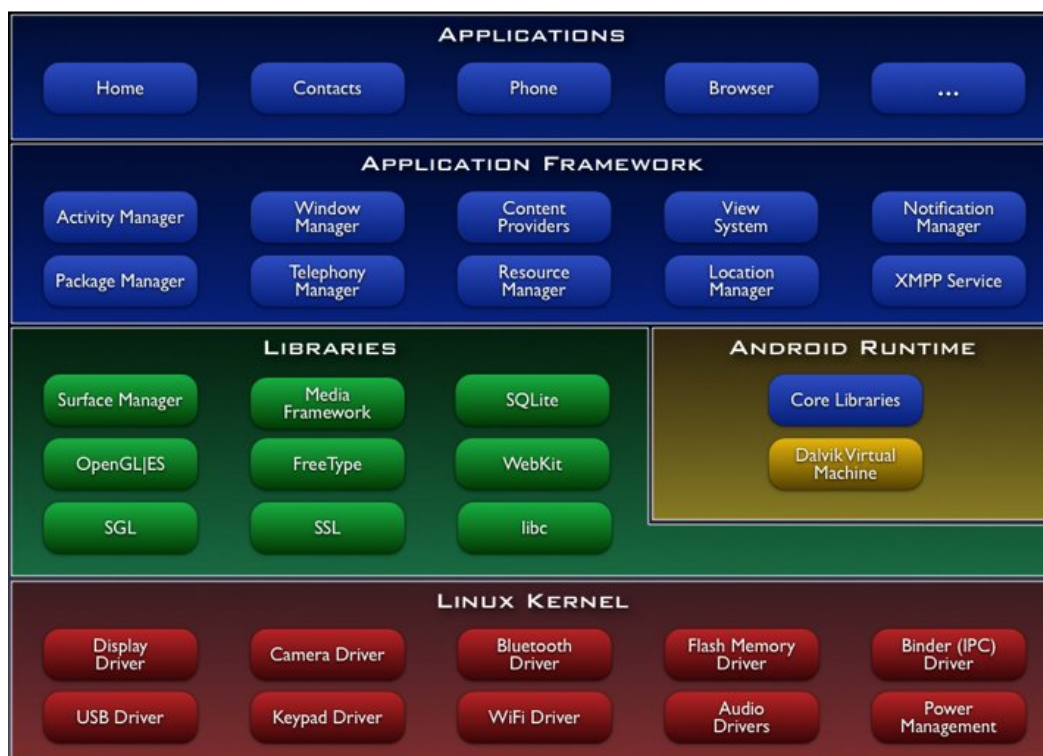 APPLICATIONS
Home
Contacts
Phone
Browser
...
APPLICATION FRAMEWORK
Activity Manager
Window
Manager
Content
Providers
View
System
Notification
Manager
Package Manager
Telephony
Manager
Resource
Manager
Location
Manager
XMPP Service
LIBRARIES
Surface Manager
Media
Framework
SQLite
OpenGL|ES
FreeType
WebKit
SGL
SSL
libc
ANDROID RUNTIME
Core Libraries
Dalvik Virtual
Machine
LINUX KERNEL
Display
Driver
Camera Driver
Bluetooth
Driver
Flash Memory
Driver
Binder (IPC)
Driver
USB Driver
Keypad Driver
WiFi Driver
Audio
Drivers
Power
Management